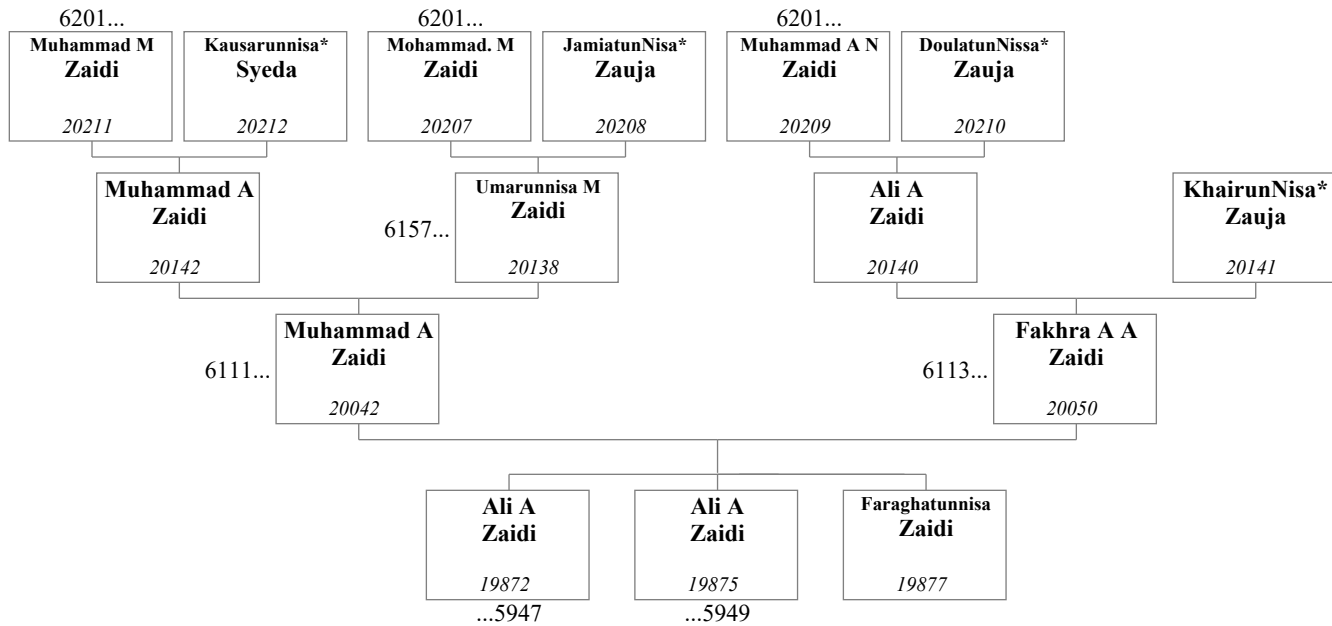 6201...
6201...
6201...
Muhammad M
Zaidi
20211
Kausarunnisa*
Syeda
20212
Mohammad. M
Zaidi
20207
JamiatunNisa*
Zauja
20208
Muhammad A N
Zaidi
20209
DoulatunNissa*
Zauja
20210
Muhammad A
Zaidi
20142
6157...
Umarunnisa M
Zaidi
20138
Ali A
Zaidi
20140
KhairunNisa*
Zauja
20141
6111...
Muhammad A
Zaidi
20042
6113...
Fakhra A A
Zaidi
20050
Ali A
Zaidi
19872
...5947
Ali A
Zaidi
19875
...5949
Faraghatunnisa
Zaidi
19877